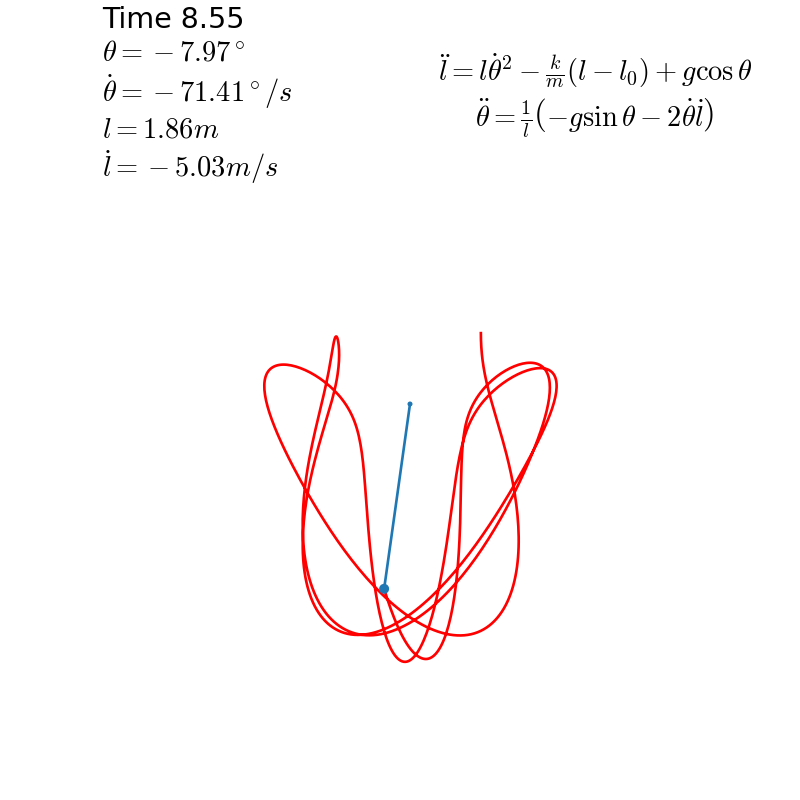 Time 8.55
θ = −7.97°
θ̇ = −71.41°/s
l = 1.86m
l̇ = −5.03m/s
l̈ = lθ̇² − k/m(l − l₀) + g cos θ
θ̈ = 1/l(−g sin θ − 2θ̇l̇)